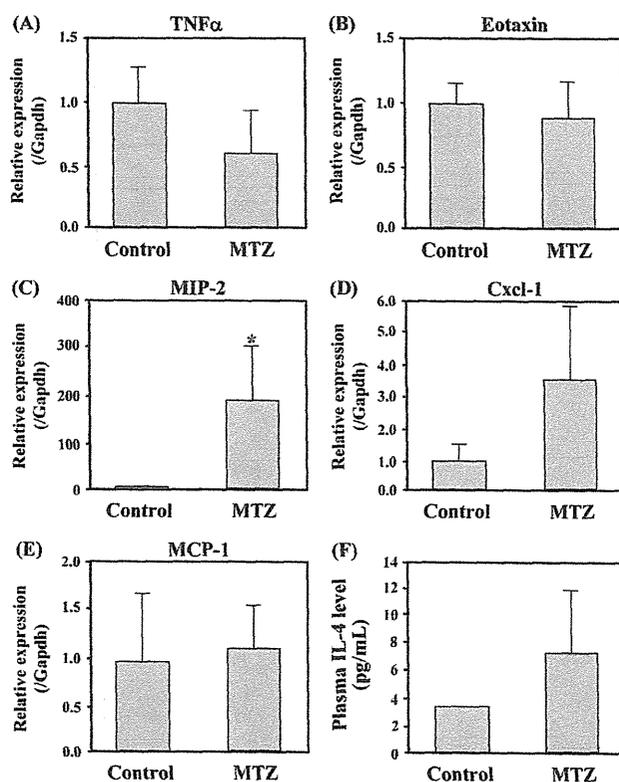 (A) TNFα
Relative expression
(/Gapdh)
1.5
1.0
0.5
0.0
Control MTZ
(B) Eotaxin
Relative expression
(/Gapdh)
1.5
1.0
0.5
0.0
Control MTZ
(C) MIP-2
Relative expression
(/Gapdh)
400
300
200
100
0
*
Control MTZ
(D) Cxcl-1
Relative expression
(/Gapdh)
6.0
4.0
3.0
2.0
1.0
0.0
Control MTZ
(E) MCP-1
Relative expression
(/Gapdh)
2.0
1.5
1.0
0.5
0.0
Control MTZ
(F)
Plasma IL-4 level
(pg/mL)
14
12
10
8
6
4
2
0
Control MTZ